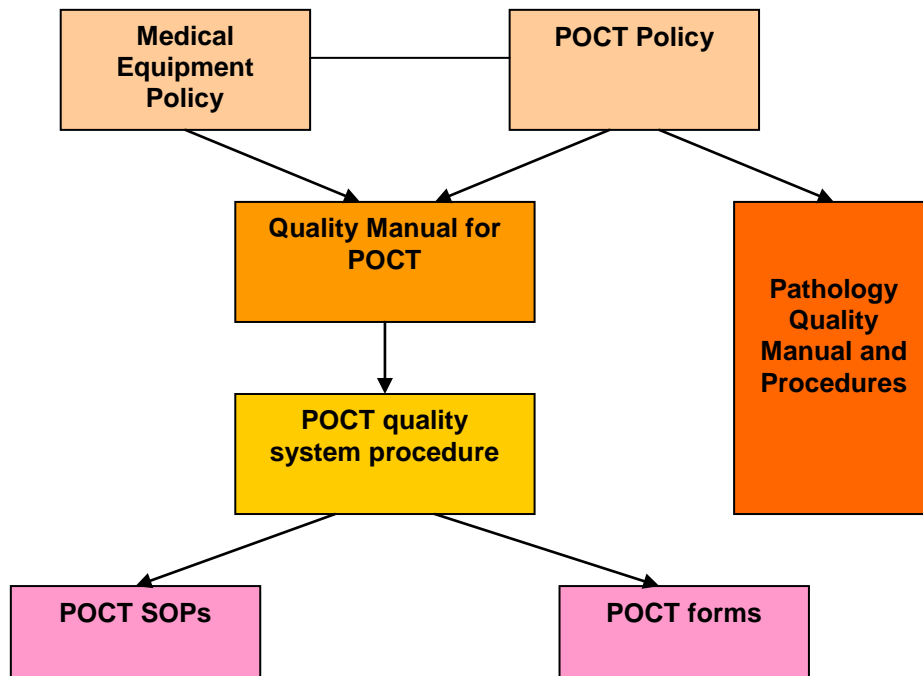 Medical
Equipment
Policy
POCT Policy
Quality Manual for
POCT
Pathology
Quality
Manual and
Procedures
POCT quality
system procedure
POCT SOPs
POCT forms